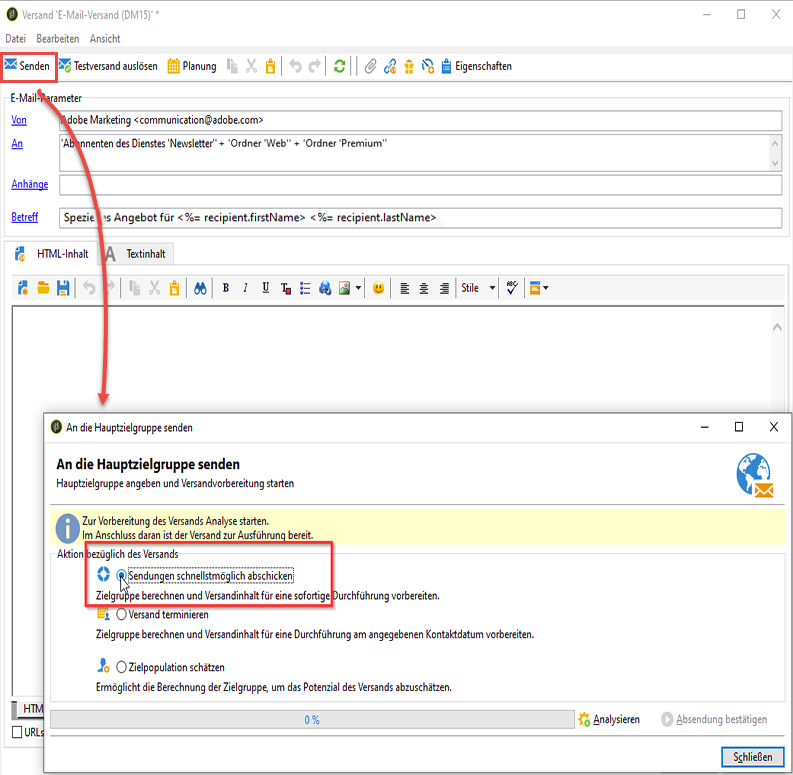 Versand 'E-Mail-Versand (DM15)' *
Datei Bearbeiten Ansicht
Senden Testversand auslösen Planung Eigenschaften
E-Mail-Parameter
Von Adobe Marketing <communication@adobe.com>
An 'Abonnenten des Dienstes 'Newsletter'' + 'Ordner 'Web'' + 'Ordner 'Premium''
Anhänge
Betreff Spezielles Angebot für <%= recipient.firstName> <%= recipient.lastName>
HTML-Inhalt A Textinhalt
B I U T Stile ABC
An die Hauptzielgruppe senden
An die Hauptzielgruppe senden
Hauptzielgruppe angeben und Versandvorbereitung starten
Zur Vorbereitung des Versands Analyse starten.
Im Anschluss daran ist der Versand zur Ausführung bereit.
Aktion bezüglich des Versands
Sendungen schnellstmöglich abschicken
Zielgruppe berechnen und Versandinhalt für eine sofortige Durchführung vorbereiten.
Versand terminieren
Zielgruppe berechnen und Versandinhalt für eine Durchführung am angegebenen Kontaktdatum vorbereiten.
Zielpopulation schätzen
Ermöglicht die Berechnung der Zielgruppe, um das Potenzial des Versands abzuschätzen.
HTM
0 % Analysieren Absendung bestätigen
URLs
Schließen